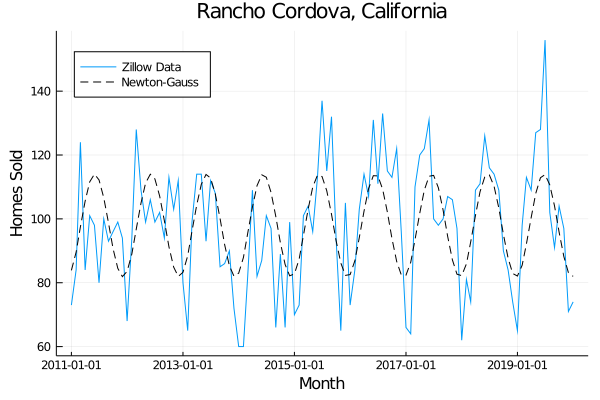 Rancho Cordova, California
Zillow Data
Newton-Gauss
Homes Sold
140
120
100
80
60
2011-01-01 2013-01-01 2015-01-01 2017-01-01 2019-01-01
Month